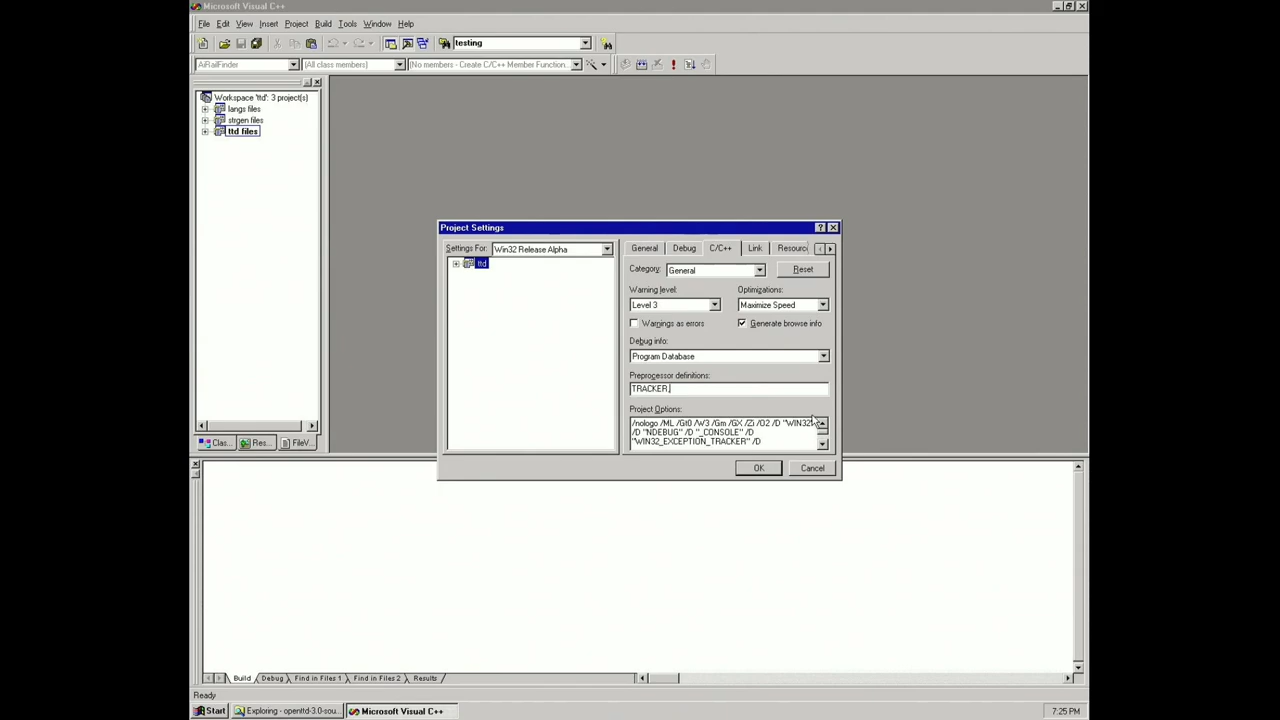 Microsoft Visual C++
File Edit View Insert Project Build Tools Window Help
testing
AiRailFinder (All class members) (No members - Create C/C++ Member Function...
Workspace 'ttd': 3 project(s)
langs files
strgen files
ttd files
Clas... Res... FileV...
Project Settings
Settings For: Win32 Release Alpha
ttd
General Debug C/C++ Link Resourc
Category: General Reset
Warning level: Optimizations:
Level 3 Maximize Speed
Warnings as errors Generate browse info
Debug info:
Program Database
Preprocessor definitions:
TRACKER,
Project Options:
/nologo /ML /Gt0 /W3 /Gm /GX /Zi /O2 /D "WIN32"
/D "NDEBUG" /D "_CONSOLE" /D
"WIN32_EXCEPTION_TRACKER" /D
OK Cancel
Build Debug Find in Files 1 Find in Files 2 Results
Ready
Start Exploring - openttd-3.0-sou... Microsoft Visual C++ 7:25 PM